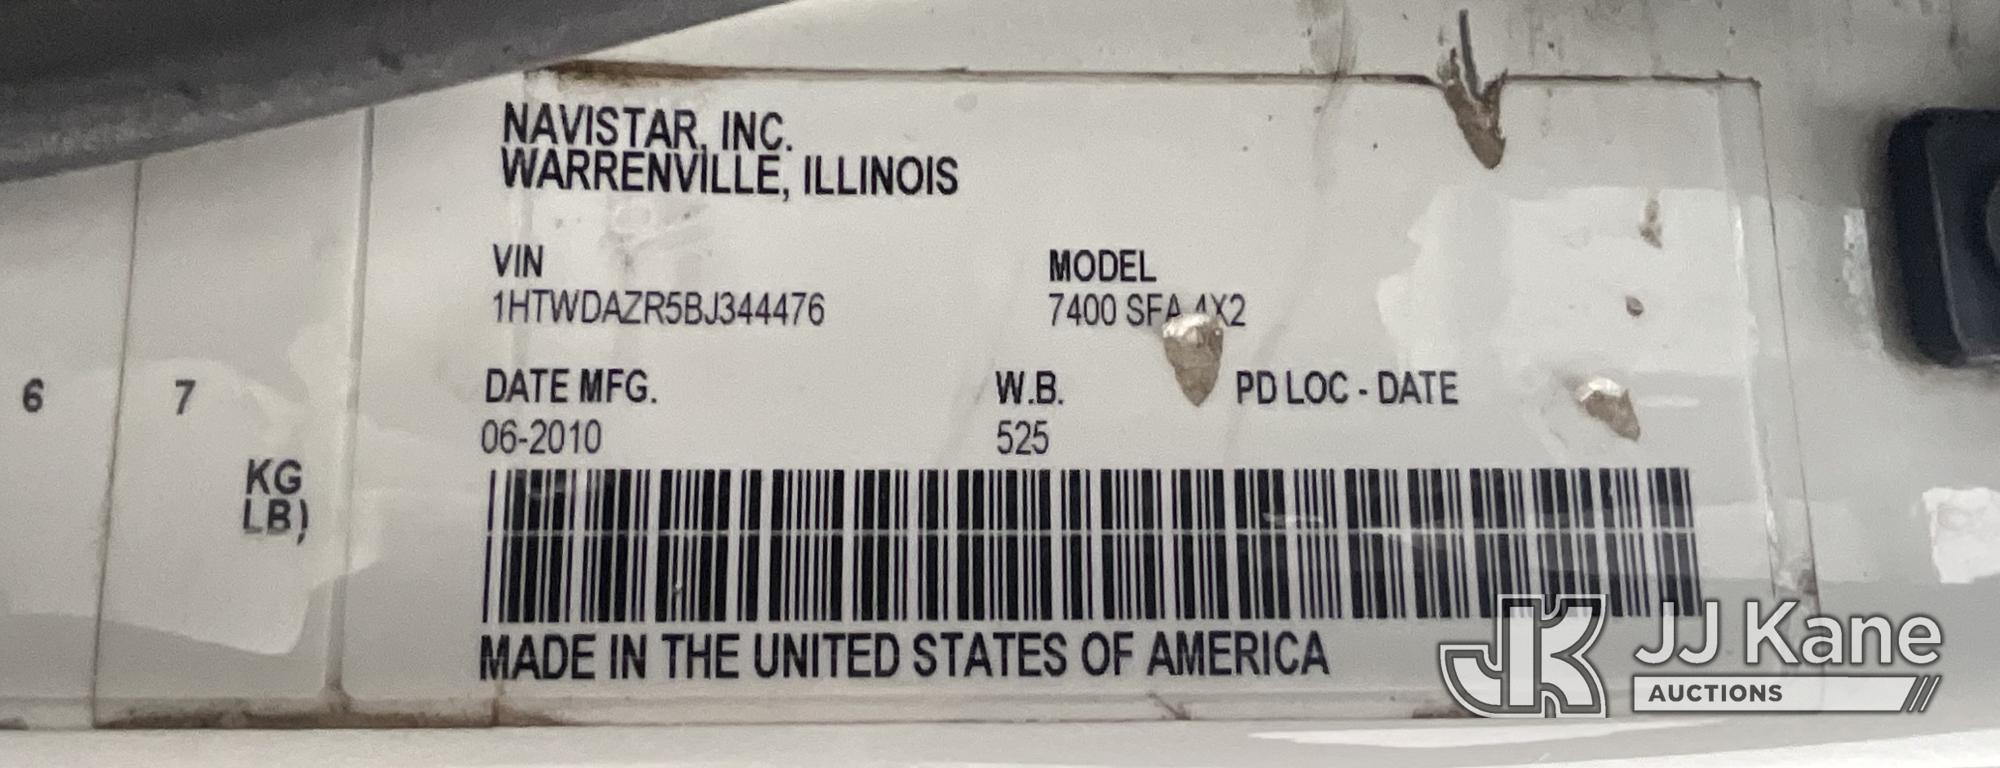 NAVISTAR, INC.
WARRENVILLE, ILLINOIS
VIN MODEL
1HTWDAZR5BJ344476 7400 SFA 4X2
DATE MFG. W.B. PD LOC - DATE
06-2010 525
6 7
KG
LB)
MADE IN THE UNITED STATES OF AMERICA
JK JJ Kane
AUCTIONS